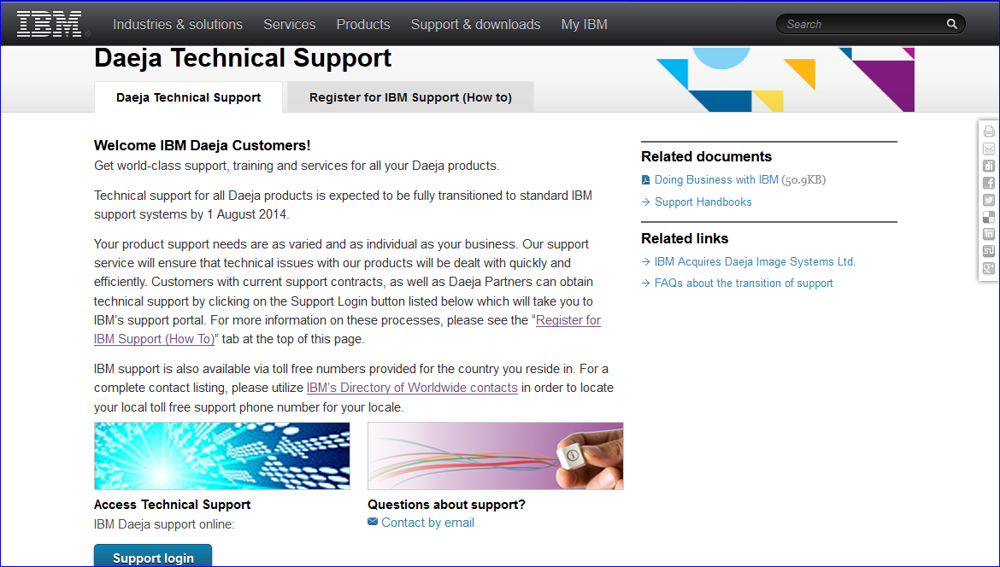 IBM
Industries & solutions Services Products Support & downloads My IBM Search
Daeja Technical Support
Daeja Technical Support Register for IBM Support (How to)
Welcome IBM Daeja Customers!
Get world-class support, training and services for all your Daeja products.
Technical support for all Daeja products is expected to be fully transitioned to standard IBM
support systems by 1 August 2014.
Your product support needs are as varied and as individual as your business. Our support
service will ensure that technical issues with our products will be dealt with quickly and
efficiently. Customers with current support contracts, as well as Daeja Partners can obtain
technical support by clicking on the Support Login button listed below which will take you to
IBM's support portal. For more information on these processes, please see the “Register for
IBM Support (How To)” tab at the top of this page.
IBM support is also available via toll free numbers provided for the country you reside in. For a
complete contact listing, please utilize IBM's Directory of Worldwide contacts in order to locate
your local toll free support phone number for your locale.
Access Technical Support
IBM Daeja support online:
Support login
Questions about support?
Contact by email
Related documents
Doing Business with IBM (50.9KB)
Support Handbooks
Related links
IBM Acquires Daeja Image Systems Ltd.
FAQs about the transition of support